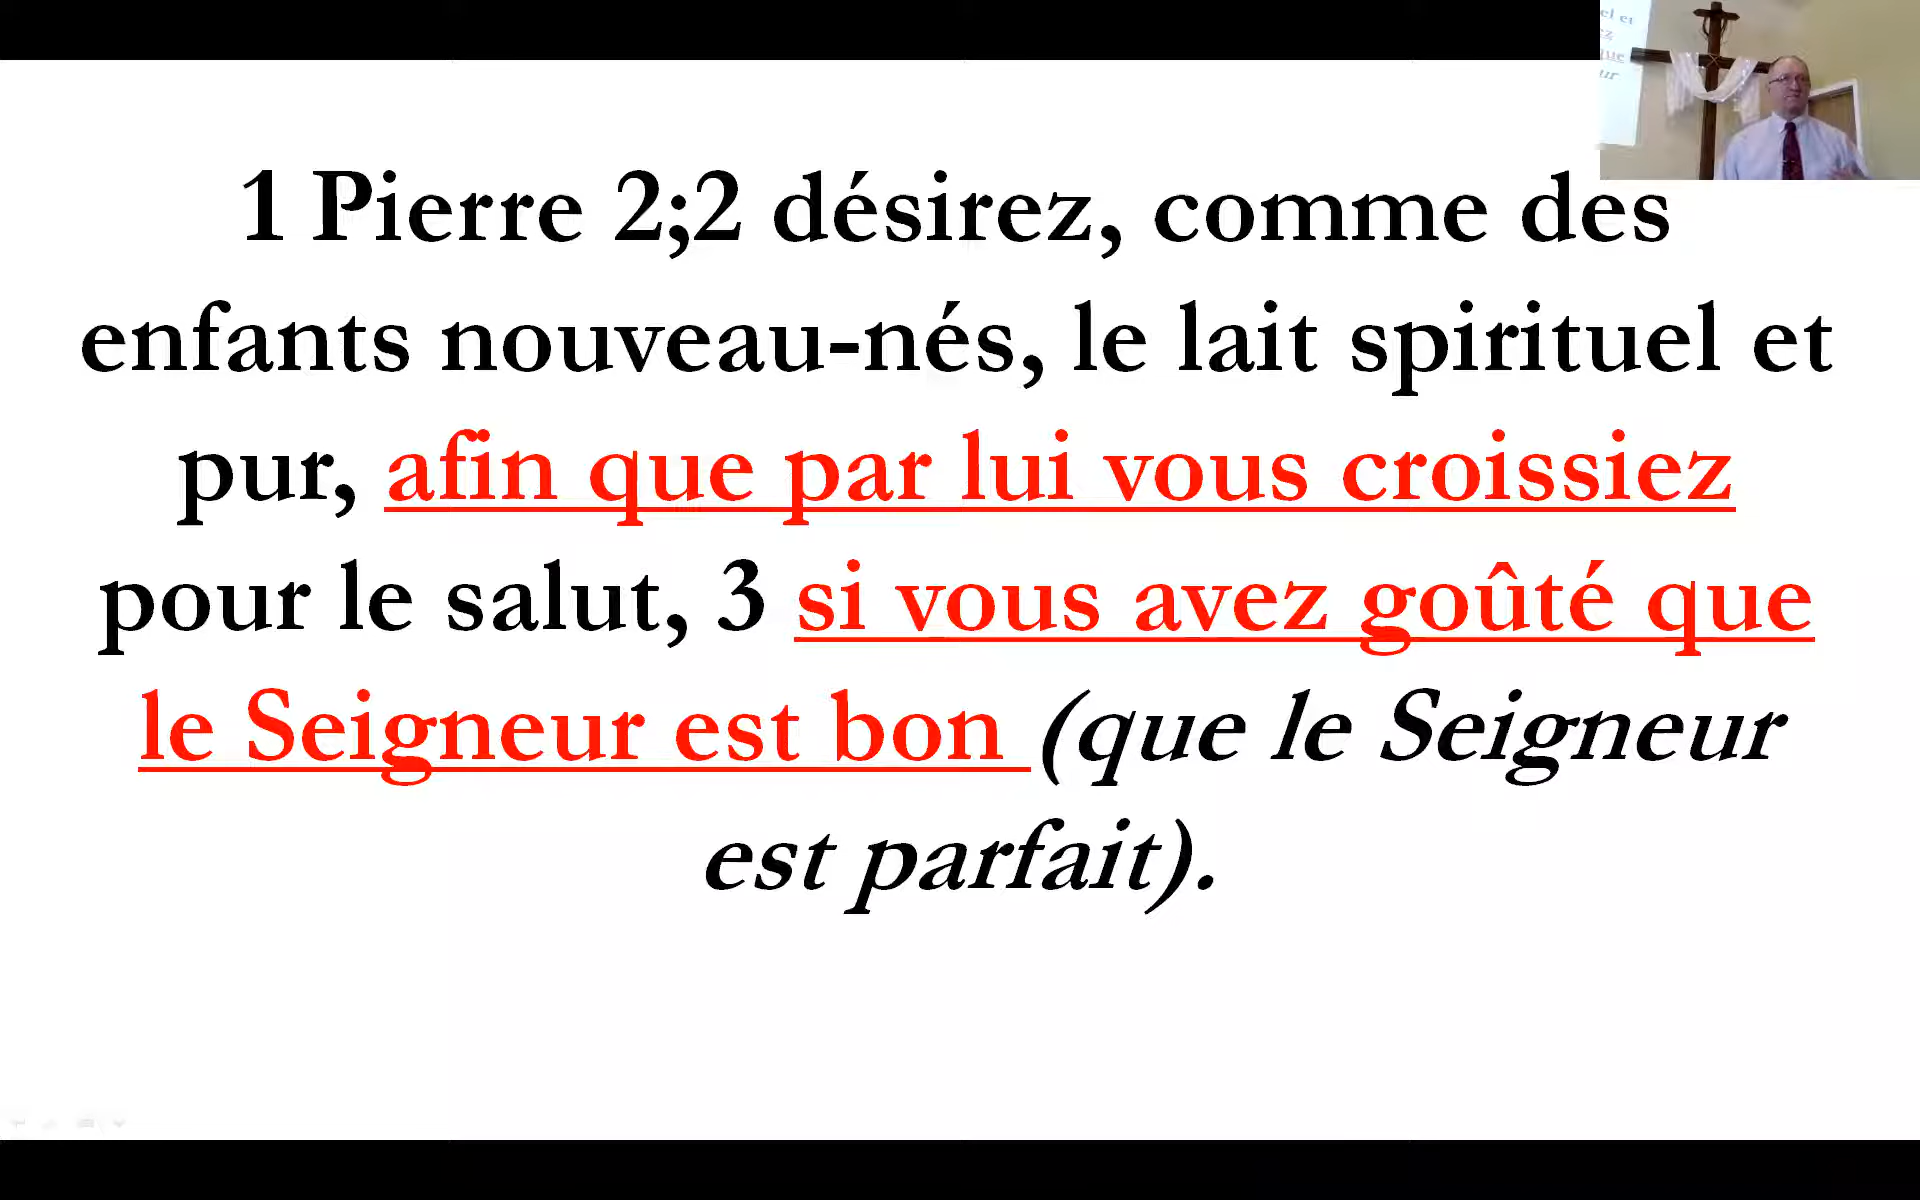 1 Pierre 2;2 désirez, comme des
enfants nouveau-nés, le lait spirituel et
pur, afin que par lui vous croissiez
pour le salut, 3 si vous avez goûté que
le Seigneur est bon (que le Seigneur
est parfait).